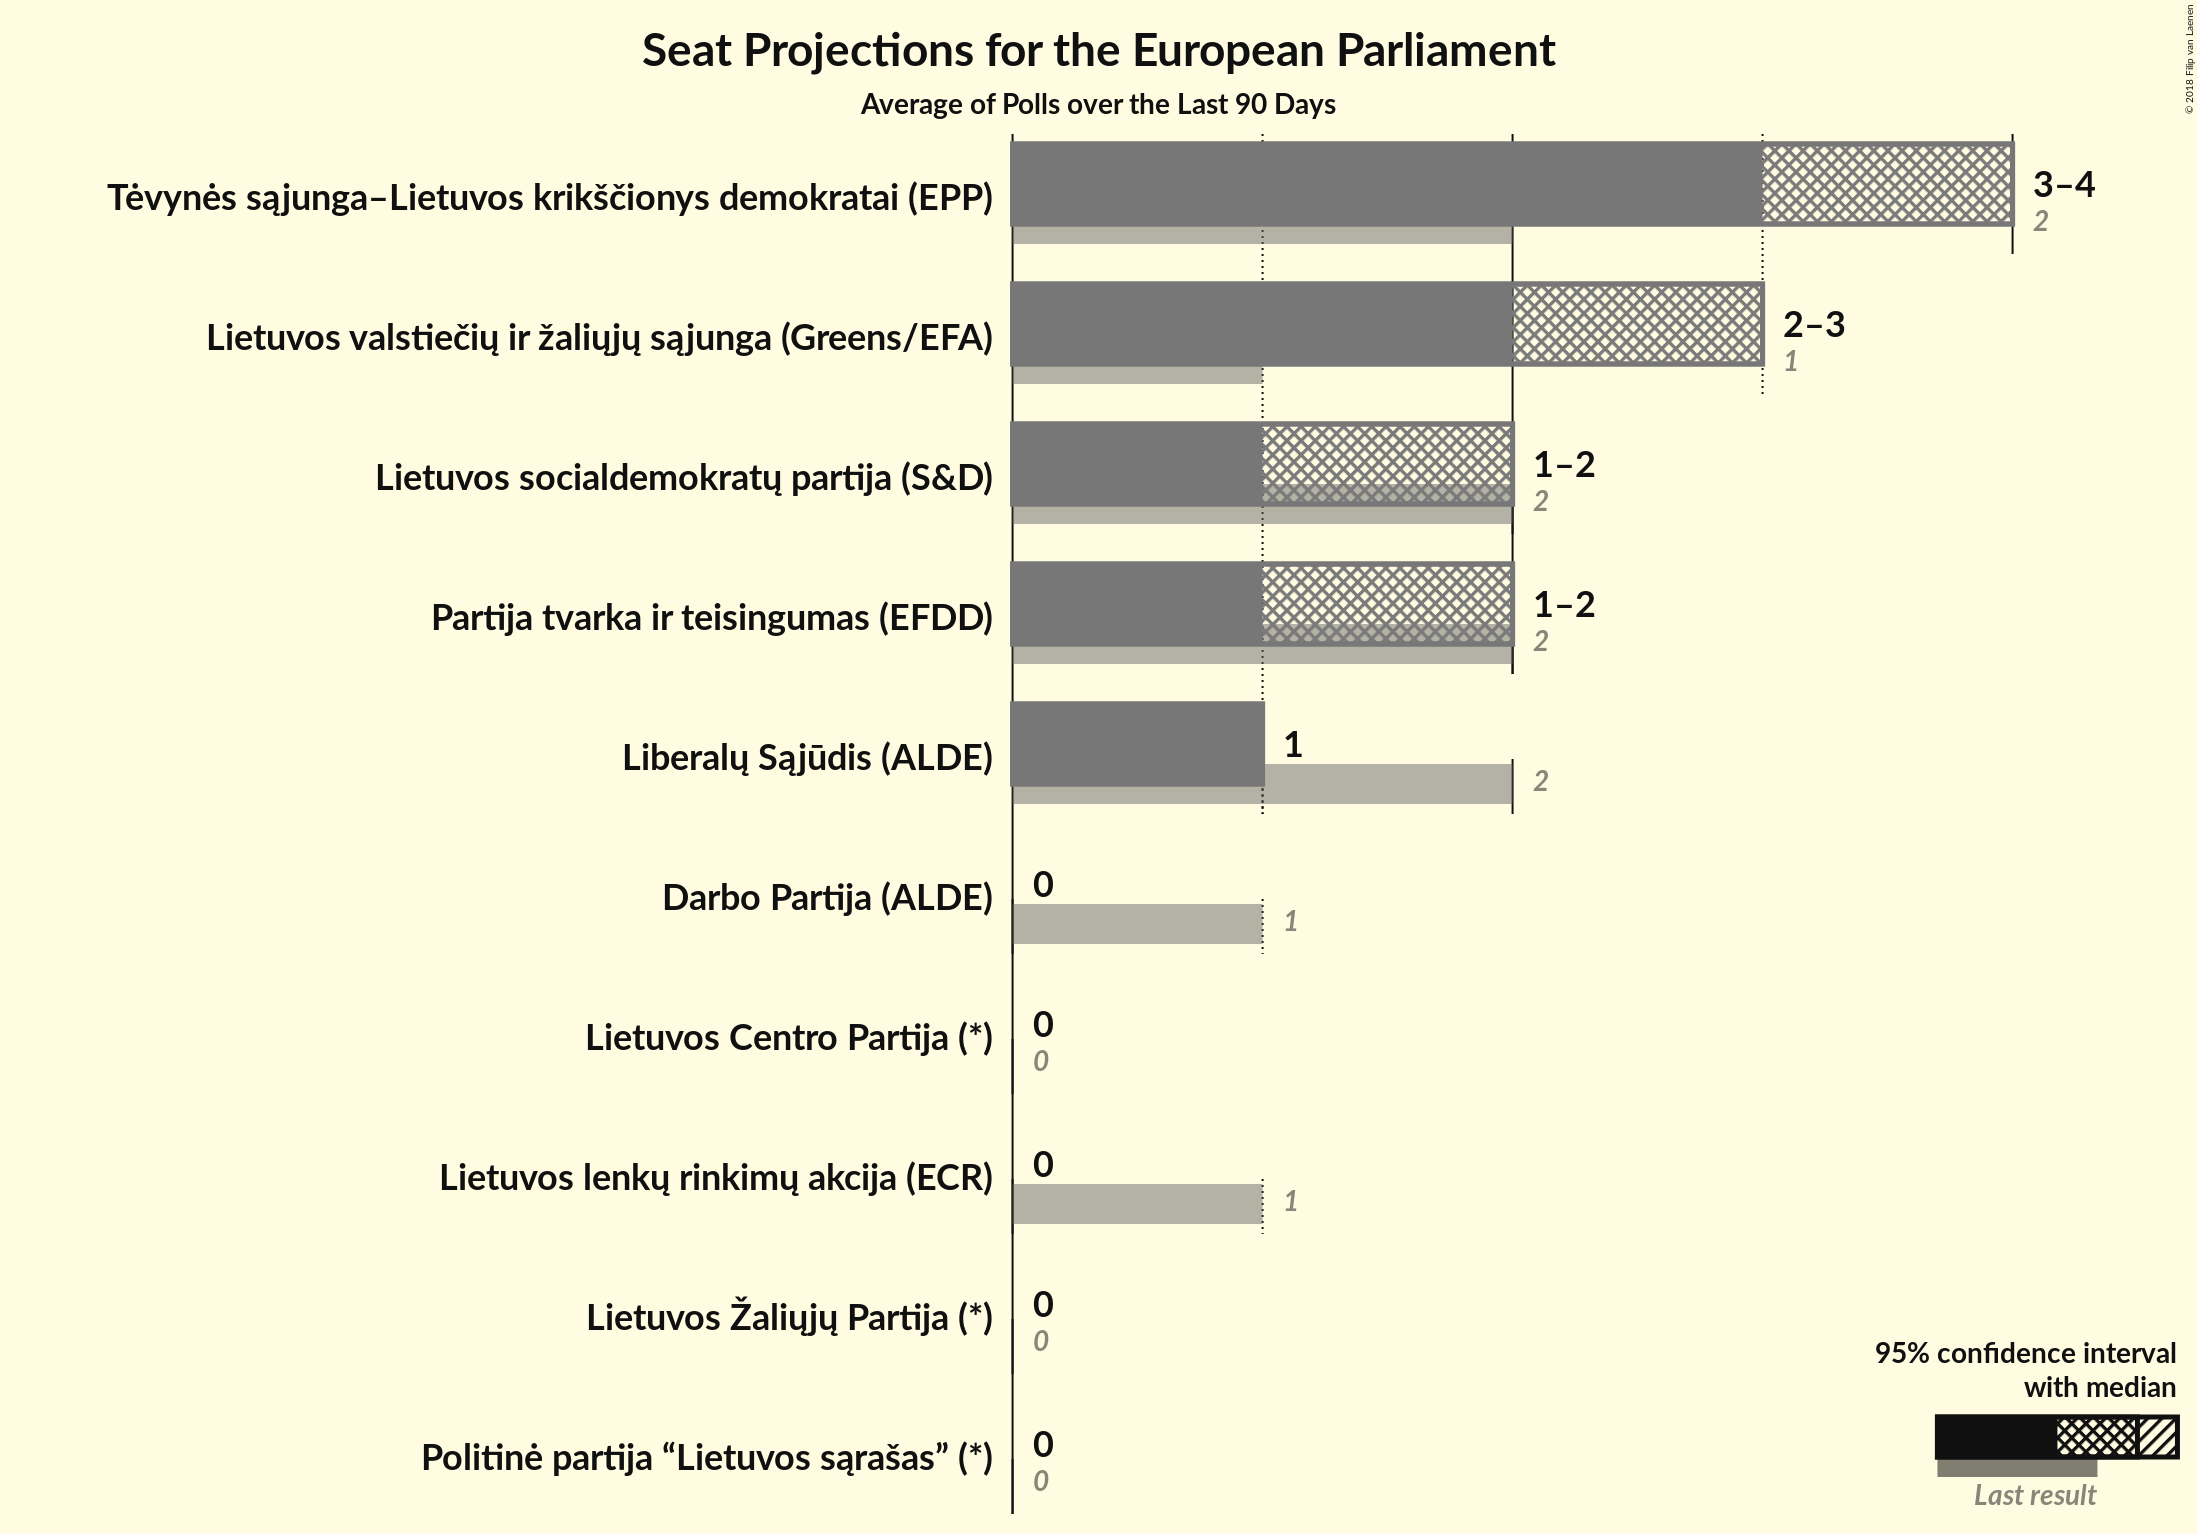 Seat Projections for the European Parliament
Average of Polls over the Last 90 Days
© 2018 Filip van Laenen
Tėvynės sąjunga–Lietuvos krikščionys demokratai (EPP)
3–4
2
Lietuvos valstiečių ir žaliųjų sąjunga (Greens/EFA)
2–3
1
Lietuvos socialdemokratų partija (S&D)
1–2
2
Partija tvarka ir teisingumas (EFDD)
1–2
2
Liberalų Sąjūdis (ALDE)
1
2
Darbo Partija (ALDE)
0
1
Lietuvos Centro Partija (*)
0
0
Lietuvos lenkų rinkimų akcija (ECR)
0
1
Lietuvos Žaliųjų Partija (*)
0
0
Politinė partija “Lietuvos sąrašas” (*)
0
0
95% confidence interval
with median
Last result